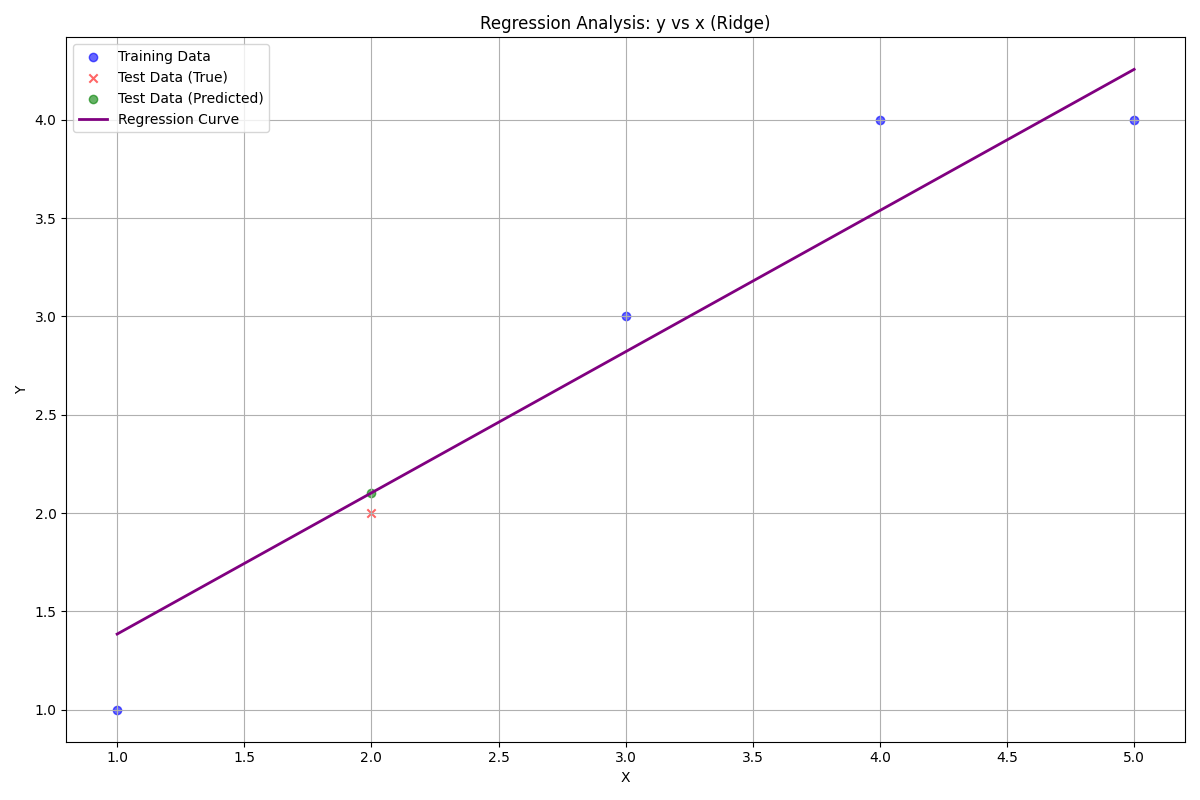 Regression Analysis: y vs x (Ridge)
Training Data
Test Data (True)
Test Data (Predicted)
Regression Curve
4.0
3.5
3.0
2.5
2.0
1.5
1.0
Y
1.0 1.5 2.0 2.5 3.0 3.5 4.0 4.5 5.0
X